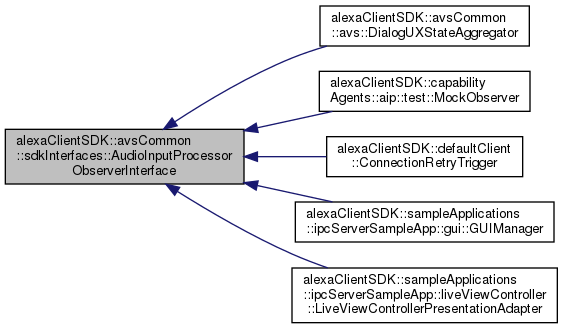 alexaClientSDK::avsCommon
::avs::DialogUXStateAggregator
alexaClientSDK::capability
Agents::aip::test::MockObserver
alexaClientSDK::avsCommon
::sdkInterfaces::AudioInputProcessor
ObserverInterface
alexaClientSDK::defaultClient
::ConnectionRetryTrigger
alexaClientSDK::sampleApplications
::ipcServerSampleApp::gui::GUIManager
alexaClientSDK::sampleApplications
::ipcServerSampleApp::liveViewController
::LiveViewControllerPresentationAdapter